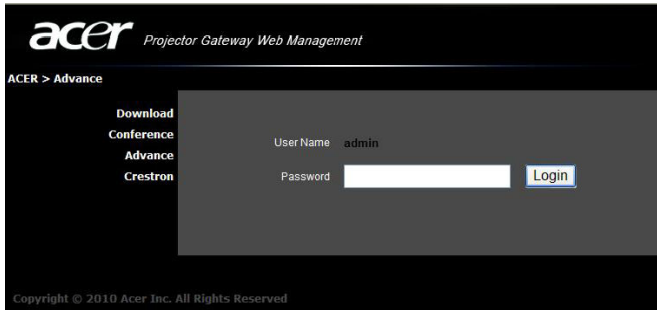 acer Projector Gateway Web Management
ACER > Advance
Download
Conference
Advance
Crestron
User Name admin
Password Login
Copyright © 2010 Acer Inc. All Rights Reserved